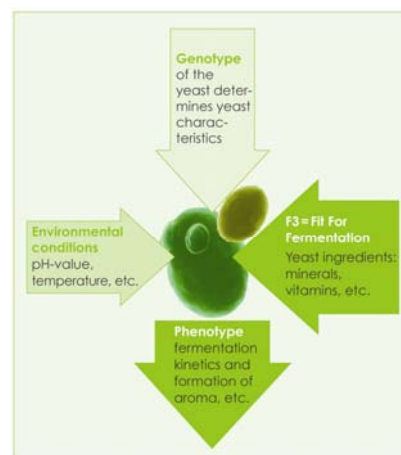 Genotype
of the
yeast deter-
mines yeast
charac-
teristics
Environmental
conditions
pH-value,
temperature, etc.
F3=Fit For
Fermentation
Yeast ingredients:
minerals,
vitamins, etc.
Phenotype
fermentation
kinetics and
formation of
aroma, etc.